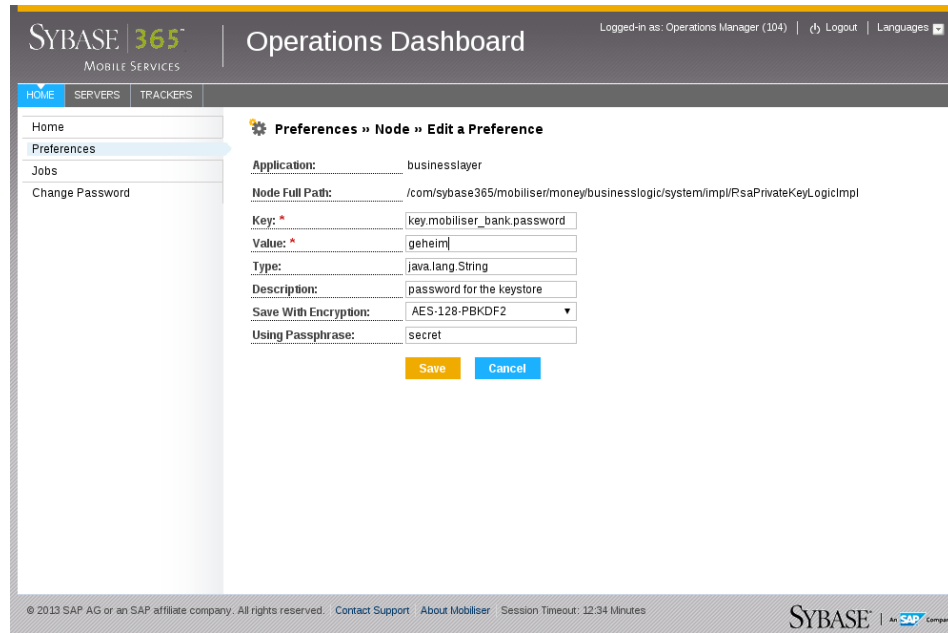 SYBASE 365
MOBILE SERVICES
Operations Dashboard
Logged-in as: Operations Manager (104) | Logout | Languages
HOME SERVERS TRACKERS
Home
Preferences
Jobs
Change Password
Preferences » Node » Edit a Preference
Application: businesslayer
Node Full Path: /com/sybase365/mobiliser/money/businesslogic/system/impl/RsaPrivateKeyLogicImpl
Key: * key.mobiliser_bank.password
Value: * geheim
Type: java.lang.String
Description: password for the keystore
Save With Encryption: AES-128-PBKDF2
Using Passphrase: secret
Save Cancel
© 2013 SAP AG or an SAP affiliate company. All rights reserved. | Contact Support | About Mobiliser | Session Timeout: 12:34 Minutes
SYBASE | An SAP Compa